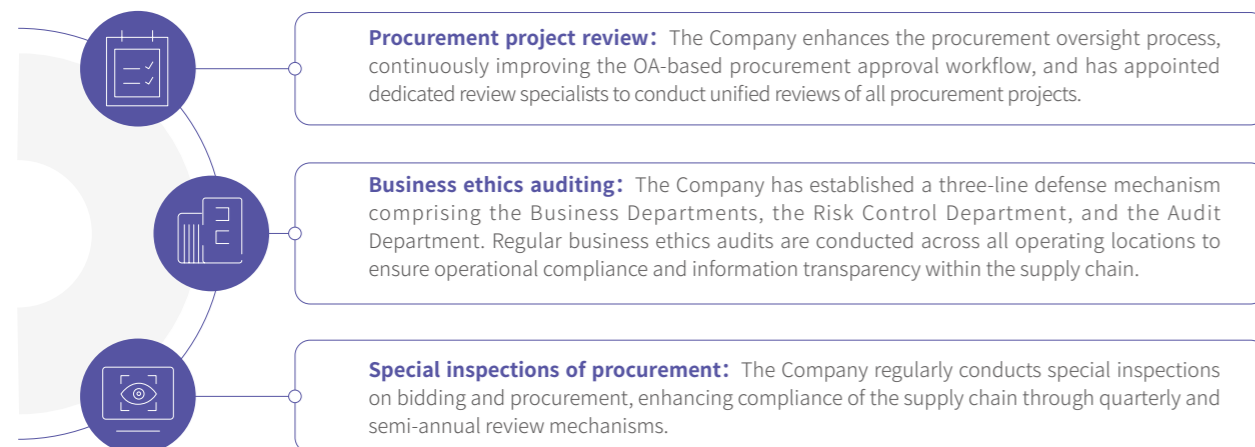 Procurement project review: The Company enhances the procurement oversight process,
continuously improving the OA-based procurement approval workflow, and has appointed
dedicated review specialists to conduct unified reviews of all procurement projects.
Business ethics auditing: The Company has established a three-line defense mechanism
comprising the Business Departments, the Risk Control Department, and the Audit
Department. Regular business ethics audits are conducted across all operating locations to
ensure operational compliance and information transparency within the supply chain.
Special inspections of procurement: The Company regularly conducts special inspections
on bidding and procurement, enhancing compliance of the supply chain through quarterly and
semi-annual review mechanisms.